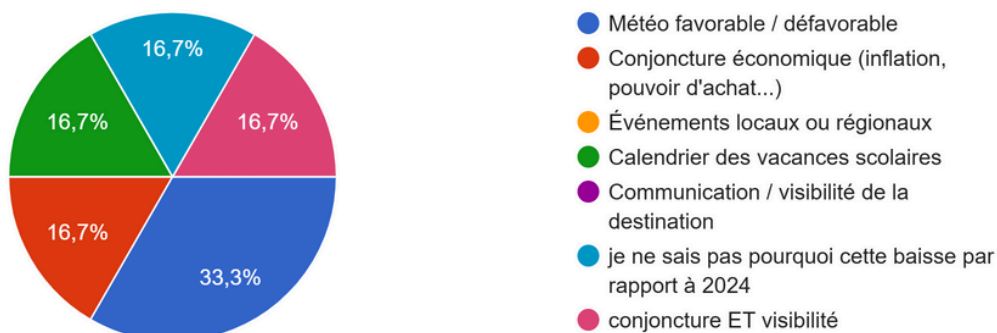 16,7%
16,7%
16,7%
16,7%
33,3%
Météo favorable / défavorable
Conjoncture économique (inflation,
pouvoir d'achat...)
Événements locaux ou régionaux
Calendrier des vacances scolaires
Communication / visibilité de la
destination
je ne sais pas pourquoi cette baisse par
rapport à 2024
conjoncture ET visibilité